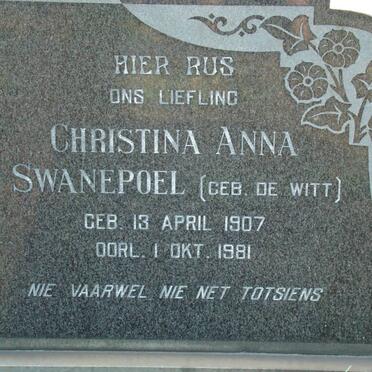 HIER RUS
ONS LIEFLING
CHRISTINA ANNA
SWANEPOEL (GEB. DE WITT)
GEB. 13 APRIL 1907
OORL. 1 OKT. 1981
NIE VAARWEL NIE NET TOTSIENS